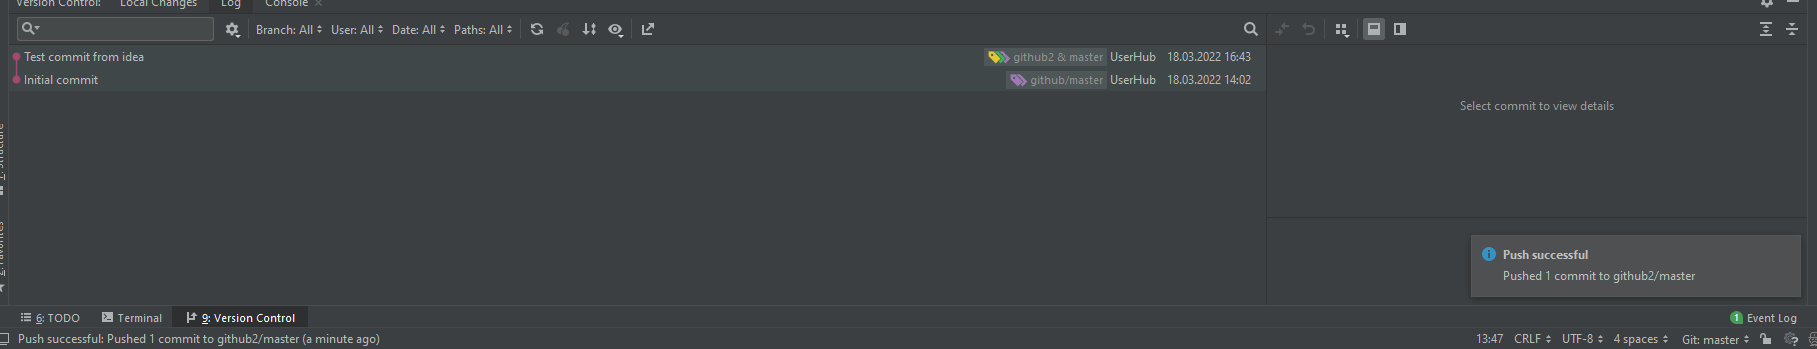 Version Control: Local Changes Log Console ×
Branch: All User: All Date: All Paths: All
Test commit from idea github2 & master UserHub 18.03.2022 16:43
Initial commit github/master UserHub 18.03.2022 14:02
Select commit to view details
Z: Structure
2: Favorites
Push successful
Pushed 1 commit to github2/master
6: TODO Terminal 9: Version Control 1 Event Log
Push successful: Pushed 1 commit to github2/master (a minute ago) 13:47 CRLF UTF-8 4 spaces Git: master